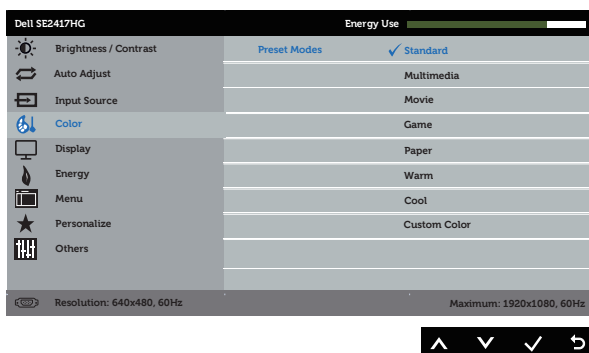 Dell SE2417HG Energy Use
Brightness / Contrast Preset Modes Standard
Auto Adjust Multimedia
Input Source Movie
Color Game
Display Paper
Energy Warm
Menu Cool
Personalize Custom Color
Others
Resolution: 640x480, 60Hz Maximum: 1920x1080, 60Hz